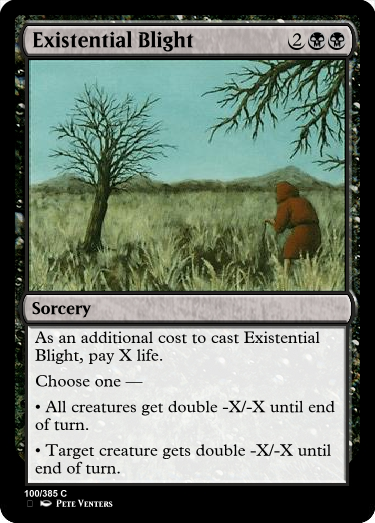 Existential Blight 2
Sorcery
As an additional cost to cast Existential
Blight, pay X life.
Choose one —
• All creatures get double -X/-X until end
of turn.
• Target creature gets double -X/-X until
end of turn.
100/385 C
PETE VENTERS